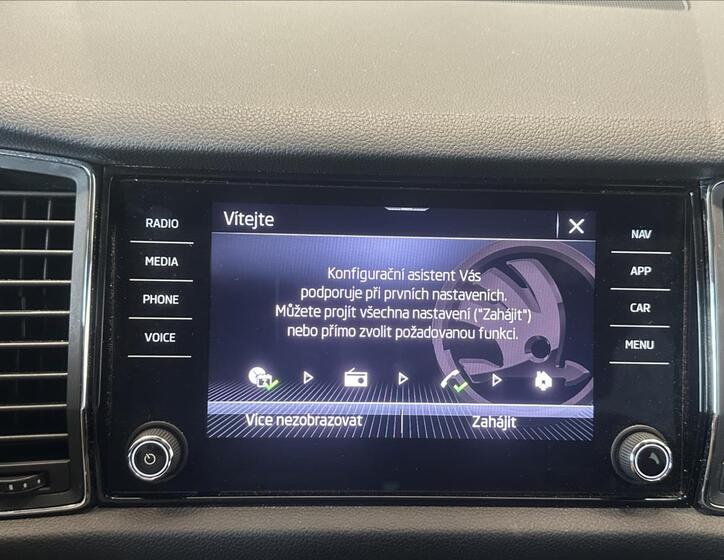 Vítejte
RADIO
MEDIA
PHONE
VOICE
Konfigurační asistent Vás
podporuje při prvních nastaveních.
Můžete projít všechna nastavení ("Zahájit")
nebo přímo zvolit požadovanou funkci.
Více nezobrazovat
Zahájit
NAV
APP
CAR
MENU